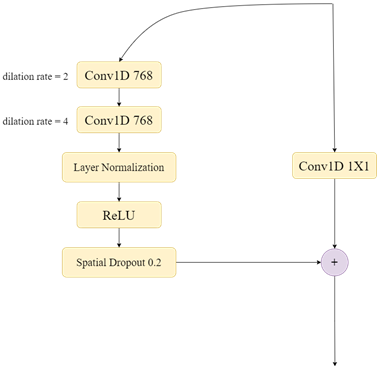 dilation rate = 2
Conv1D 768
dilation rate = 4
Conv1D 768
Layer Normalization
Conv1D 1X1
ReLU
Spatial Dropout 0.2
+